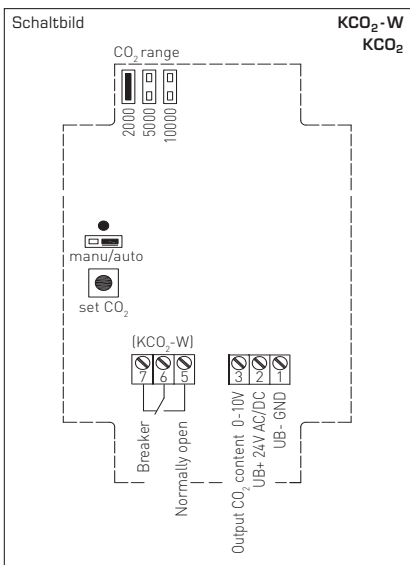 Schaltbild
KCO₂-W
KCO₂
CO₂ range
2000
5000
10000
manu/auto
set CO₂
(KCO₂-W)
7 6 5
3 2 1
Breaker
Normally open
Output CO₂ content 0-10V
UB+ 24V AC/DC
UB- GND